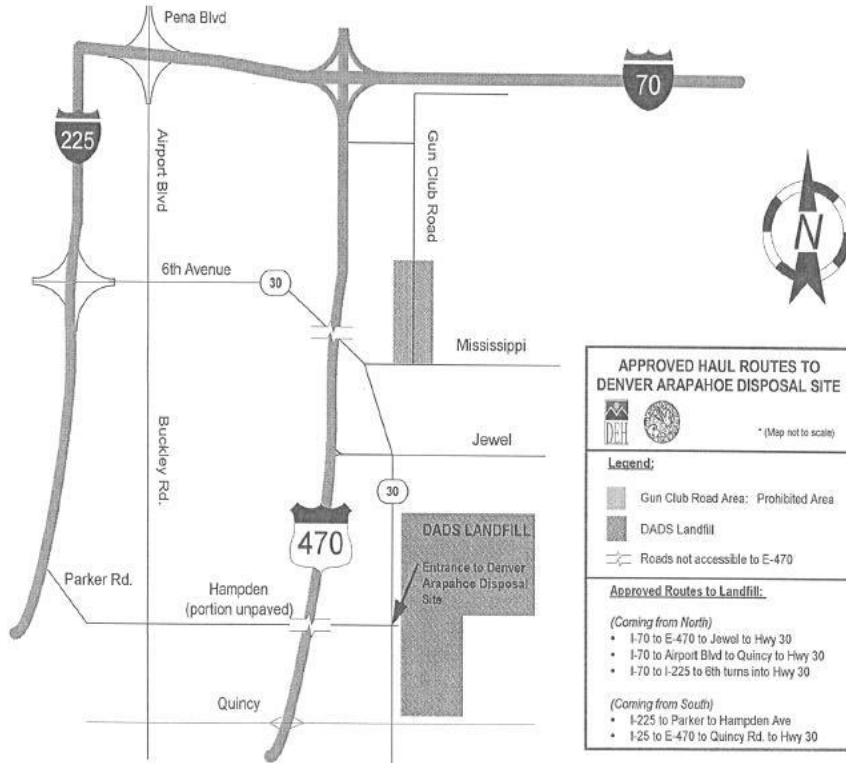 Pena Blvd
70
225
Airport Blvd
Gun Club Road
N
6th Avenue
30
Mississippi
Buckley Rd.
Jewel
30
470
DADS LANDFILL
Entrance to Denver
Arapahoe Disposal
Site
Parker Rd.
Hampden
(portion unpaved)
Quincy
APPROVED HAUL ROUTES TO
DENVER ARAPAHOE DISPOSAL SITE
DEH
* (Map not to scale)
Legend:
Gun Club Road Area: Prohibited Area
DADS Landfill
Roads not accessible to E-470
Approved Routes to Landfill:
(Coming from North)
• I-70 to E-470 to Jewel to Hwy 30
• I-70 to Airport Blvd to Quincy to Hwy 30
• I-70 to I-225 to 6th turns into Hwy 30
(Coming from South)
• I-225 to Parker to Hampden Ave
• I-25 to E-470 to Quincy Rd. to Hwy 30